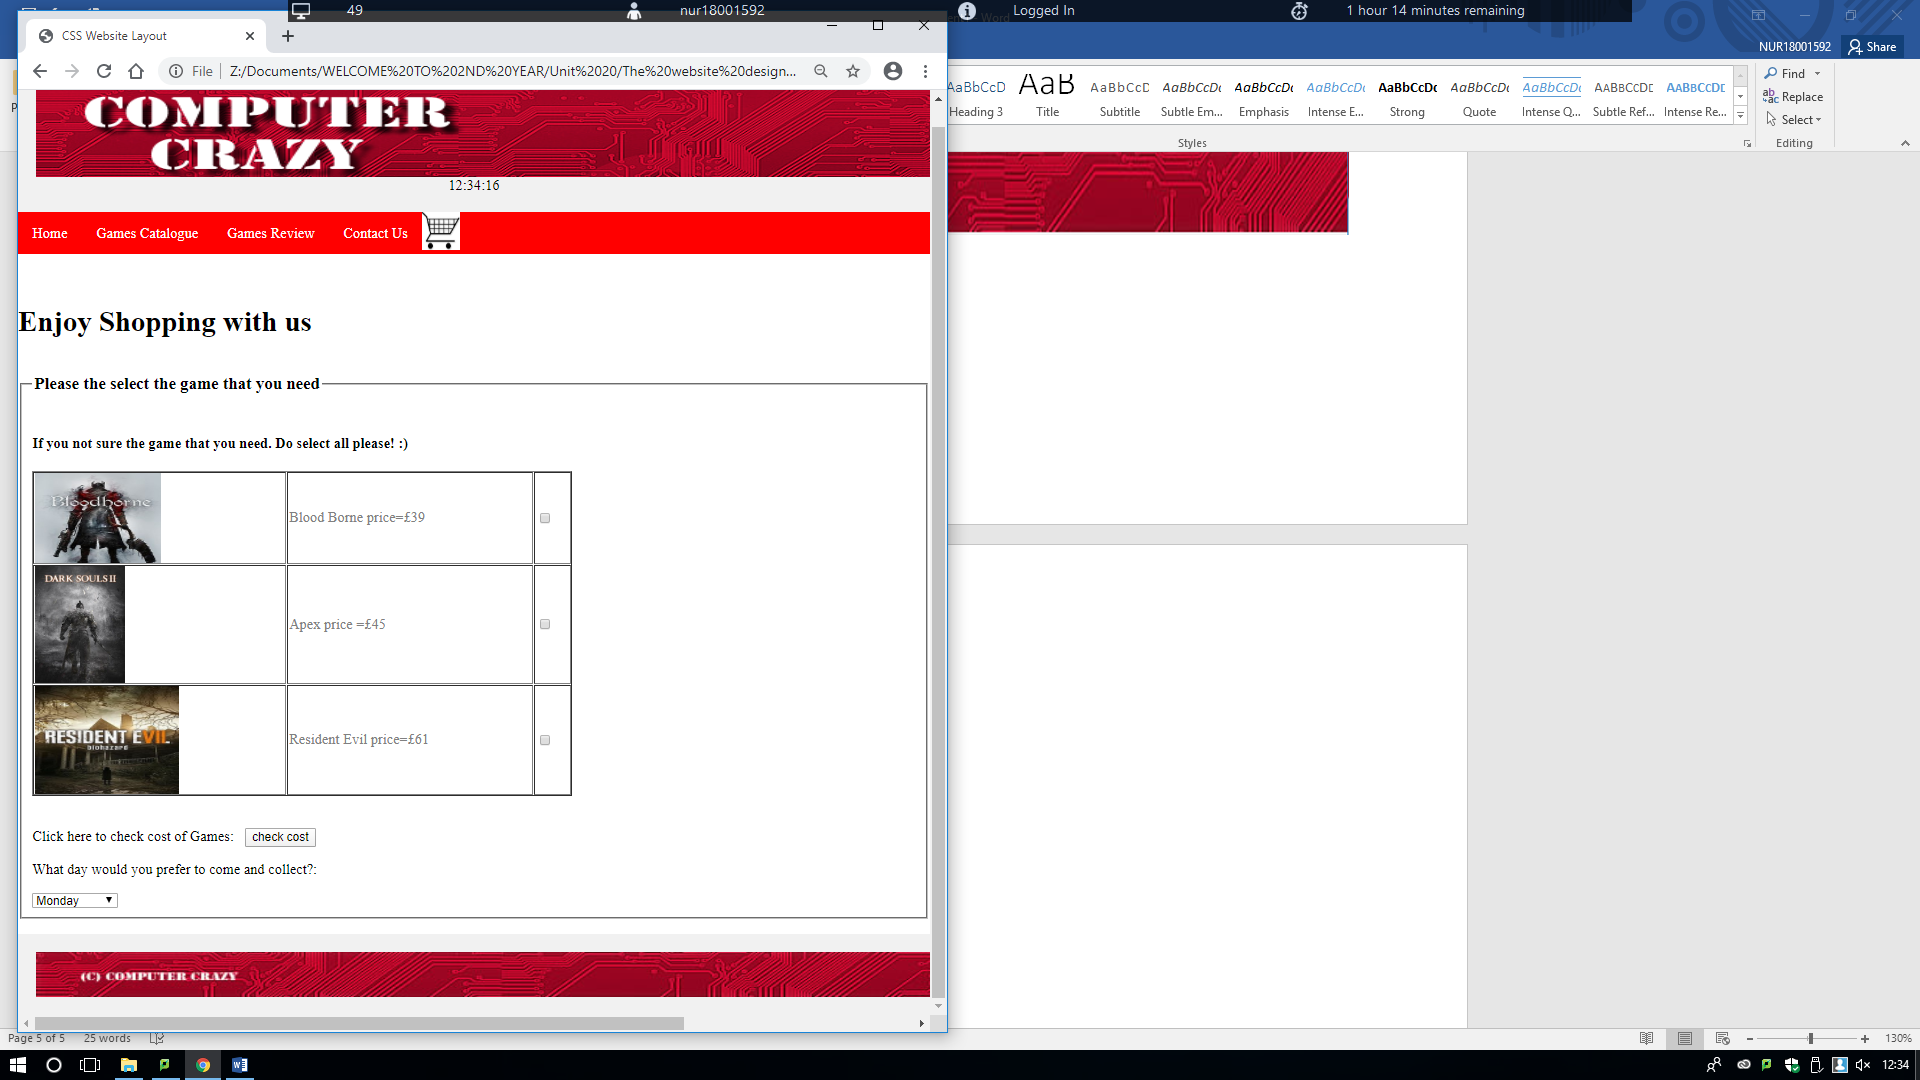 49
nur18001592
Logged In
1 hour 14 minutes remaining
CSS Website Layout
NUR18001592
Share
File
Z:/Documents/WELCOME%20TO%202ND%20YEAR/Unit%2020/The%20website%20design...
AaBbCcD
AaB
AaBbCcD
AaBbCcDc
AaBbCcDc
AaBbCcDc
AaBbCcDc
AaBbCcDc
AaBbCcDc
AABBCCDE
AABBCCDE
Heading 3
Title
Subtitle
Subtle Em...
Emphasis
Intense E...
Strong
Quote
Intense Q...
Subtle Ref...
Intense Re...
Styles
Find
Replace
Select
Editing
COMPUTER
CRAZY
12:34:16
Home
Games Catalogue
Games Review
Contact Us
Enjoy Shopping with us
Please the select the game that you need
If you not sure the game that you need. Do select all please! :)
Bloodborne
Blood Borne price=£39
DARK SOULS II
Apex price =£45
RESIDENT EVIL
biohazard
Resident Evil price=£61
Click here to check cost of Games:
check cost
What day would you prefer to come and collect?:
Monday
(C) COMPUTER CRAZY
Page 5 of 5
25 words
130%
12:34